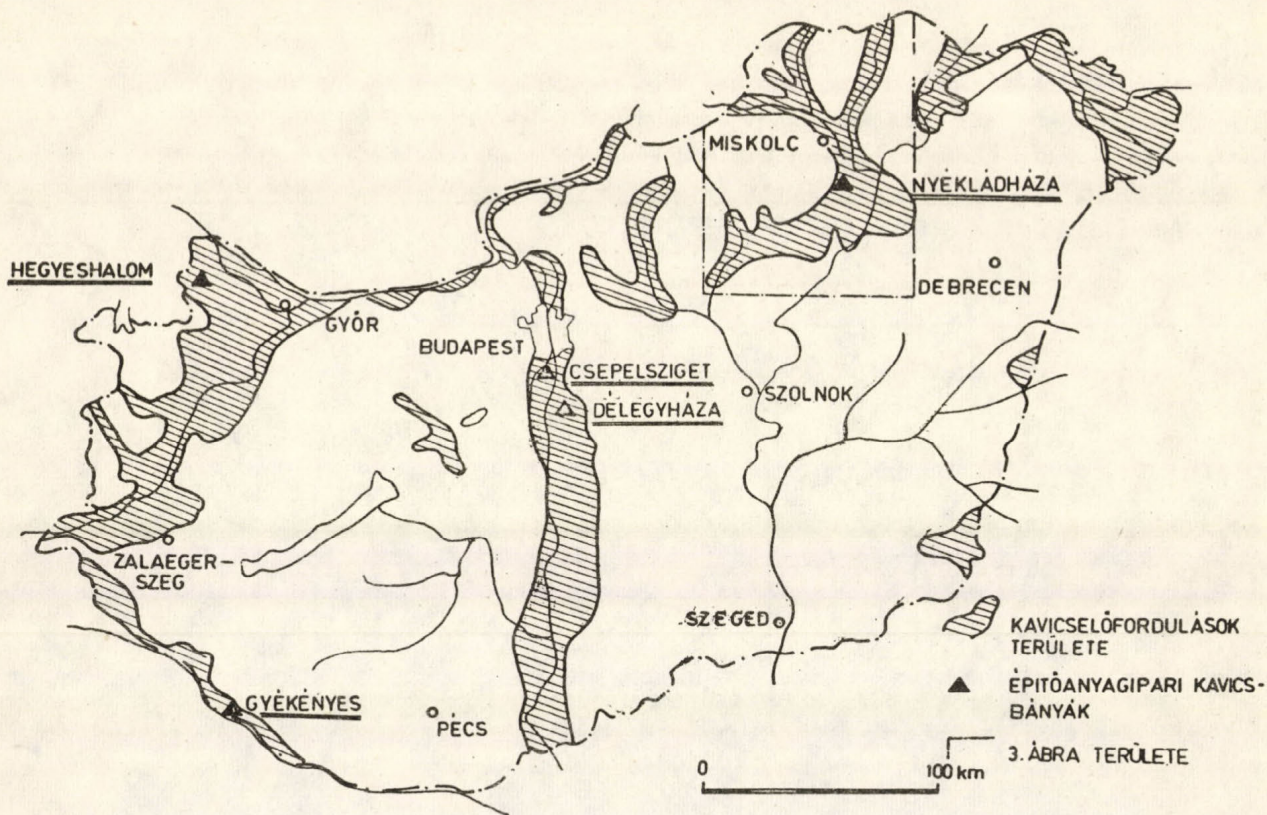 MISKOLC
NYÉKLÁDHÁZA
HEGYESHALOM
DEBRECEN
GYŐR
BUDAPEST
CSEPELSZIGET
SZOLNOK
DÉLEGYHÁZA
ZALAEGER-
SZEG
SZEGED
KAVICSELŐFORDULÁSOK
TERÜLETE
ÉPITŐANYAGIPARI KAVICS-
BÁNYÁK
GYÉKÉNYES
PÉCS
3. ÁBRA TERÜLETE
0
100 km